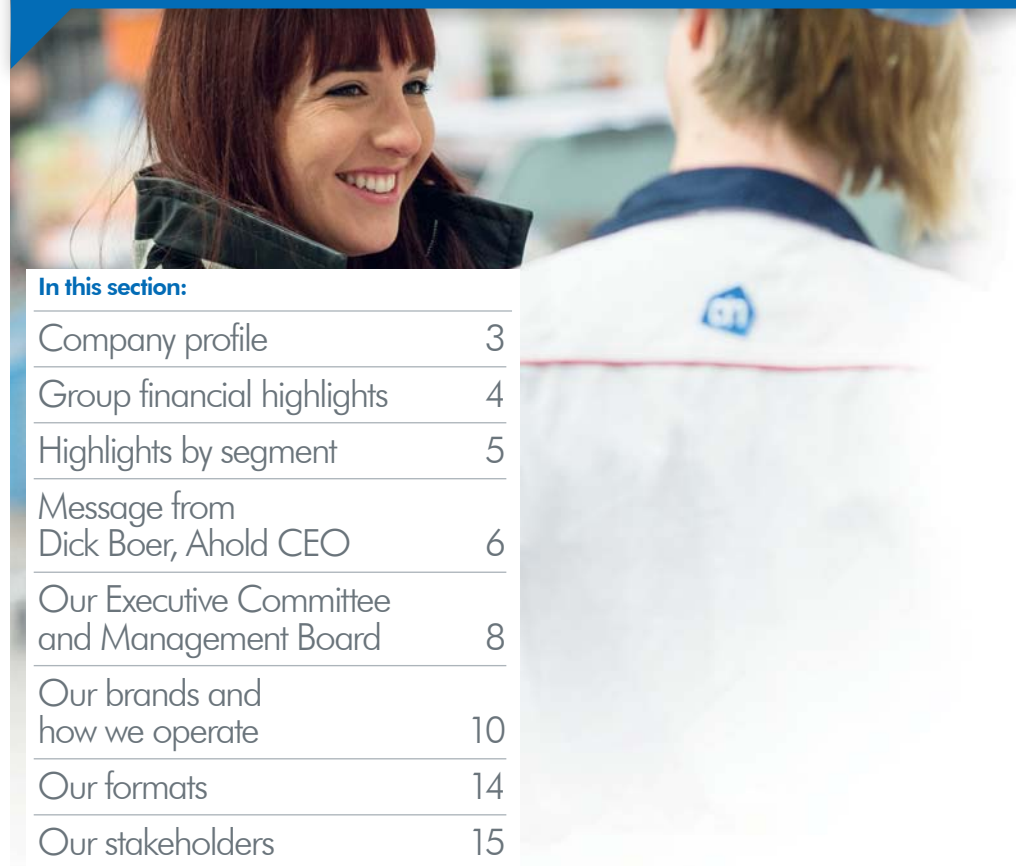 In this section:
Company profile 3
Group financial highlights 4
Highlights by segment 5
Message from
Dick Boer, Ahold CEO 6
Our Executive Committee
and Management Board 8
Our brands and
how we operate 10
Our formats 14
Our stakeholders 15